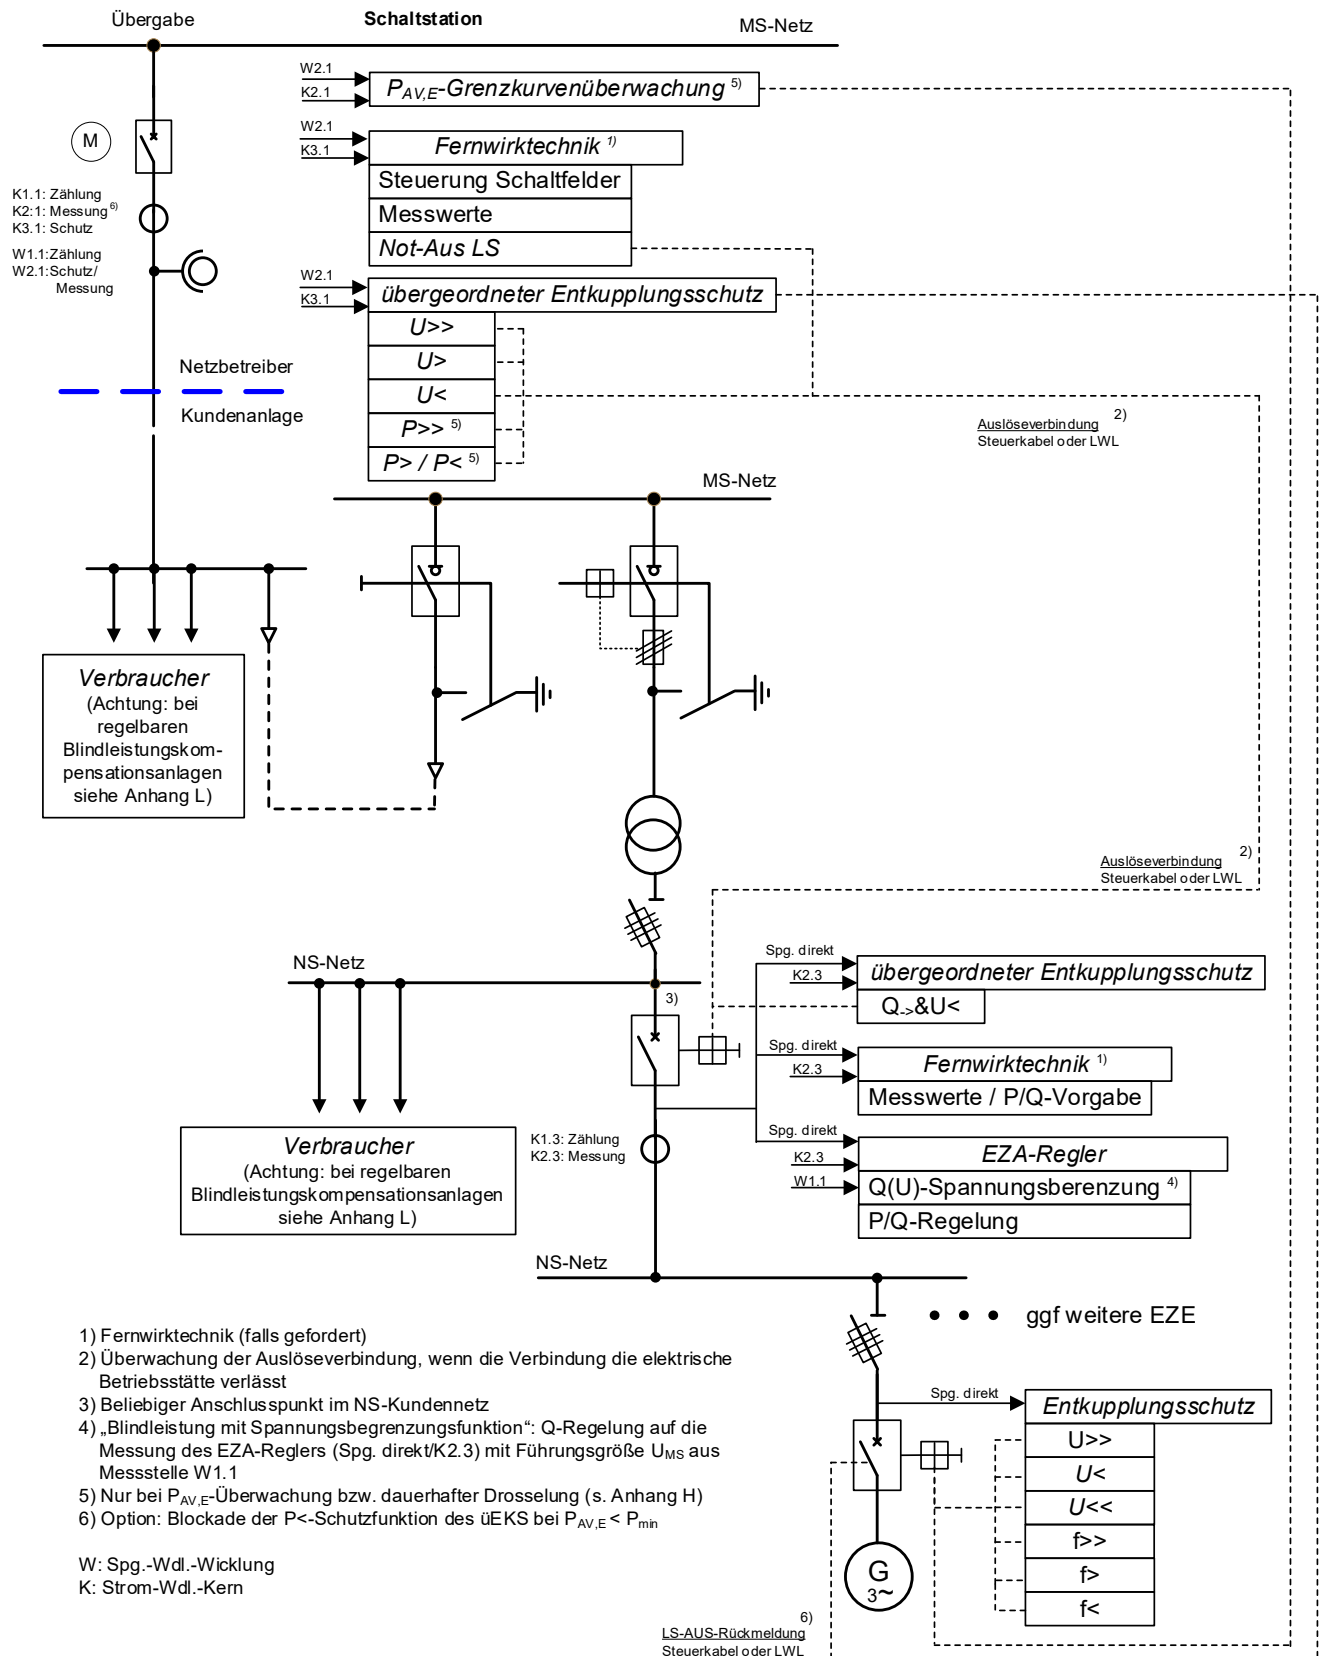 Übergabe
Schaltstation
MS-Netz
W2.1
K2.1
P_AV,E-Grenzkurvenüberwachung 5)
M
W2.1
K3.1
Fernwirktechnik 1)
Steuerung Schaltfelder
Messwerte
Not-Aus LS
K1.1: Zählung
K2:1: Messung 6)
K3.1: Schutz
W1.1:Zählung
W2.1:Schutz/
Messung
W2.1
K3.1
übergeordneter Entkupplungsschutz
U>>
U>
U<
P>> 5)
P> / P< 5)
Netzbetreiber
Kundenanlage
Auslöseverbindung 2)
Steuerkabel oder LWL
MS-Netz
Verbraucher
(Achtung: bei
regelbaren
Blindleistungskom-
pensationsanlagen
siehe Anhang L)
Auslöseverbindung 2)
Steuerkabel oder LWL
NS-Netz
3)
Spg. direkt
K2.3
übergeordneter Entkupplungsschutz
Q->&U<
Spg. direkt
K2.3
Fernwirktechnik 1)
Messwerte / P/Q-Vorgabe
Verbraucher
(Achtung: bei regelbaren
Blindleistungskompensationsanlagen
siehe Anhang L)
K1.3: Zählung
K2.3: Messung
Spg. direkt
K2.3
W1.1
EZA-Regler
Q(U)-Spannungsberenzung 4)
P/Q-Regelung
NS-Netz
ggf weitere EZE
Spg. direkt
Entkupplungsschutz
U>>
U<
U<<
f>>
f>
f<
G
3~
1) Fernwirktechnik (falls gefordert)
2) Überwachung der Auslöseverbindung, wenn die Verbindung die elektrische
Betriebsstätte verlässt
3) Beliebiger Anschlusspunkt im NS-Kundennetz
4) „Blindleistung mit Spannungsbegrenzungsfunktion“: Q-Regelung auf die
Messung des EZA-Reglers (Spg. direkt/K2.3) mit Führungsgröße U_MS aus
Messstelle W1.1
5) Nur bei P_AV,E-Überwachung bzw. dauerhafter Drosselung (s. Anhang H)
6) Option: Blockade der P<-Schutzfunktion des üEKS bei P_AV,E < P_min
W: Spg.-Wdl.-Wicklung
K: Strom-Wdl.-Kern
LS-AUS-Rückmeldung 6)
Steuerkabel oder LWL